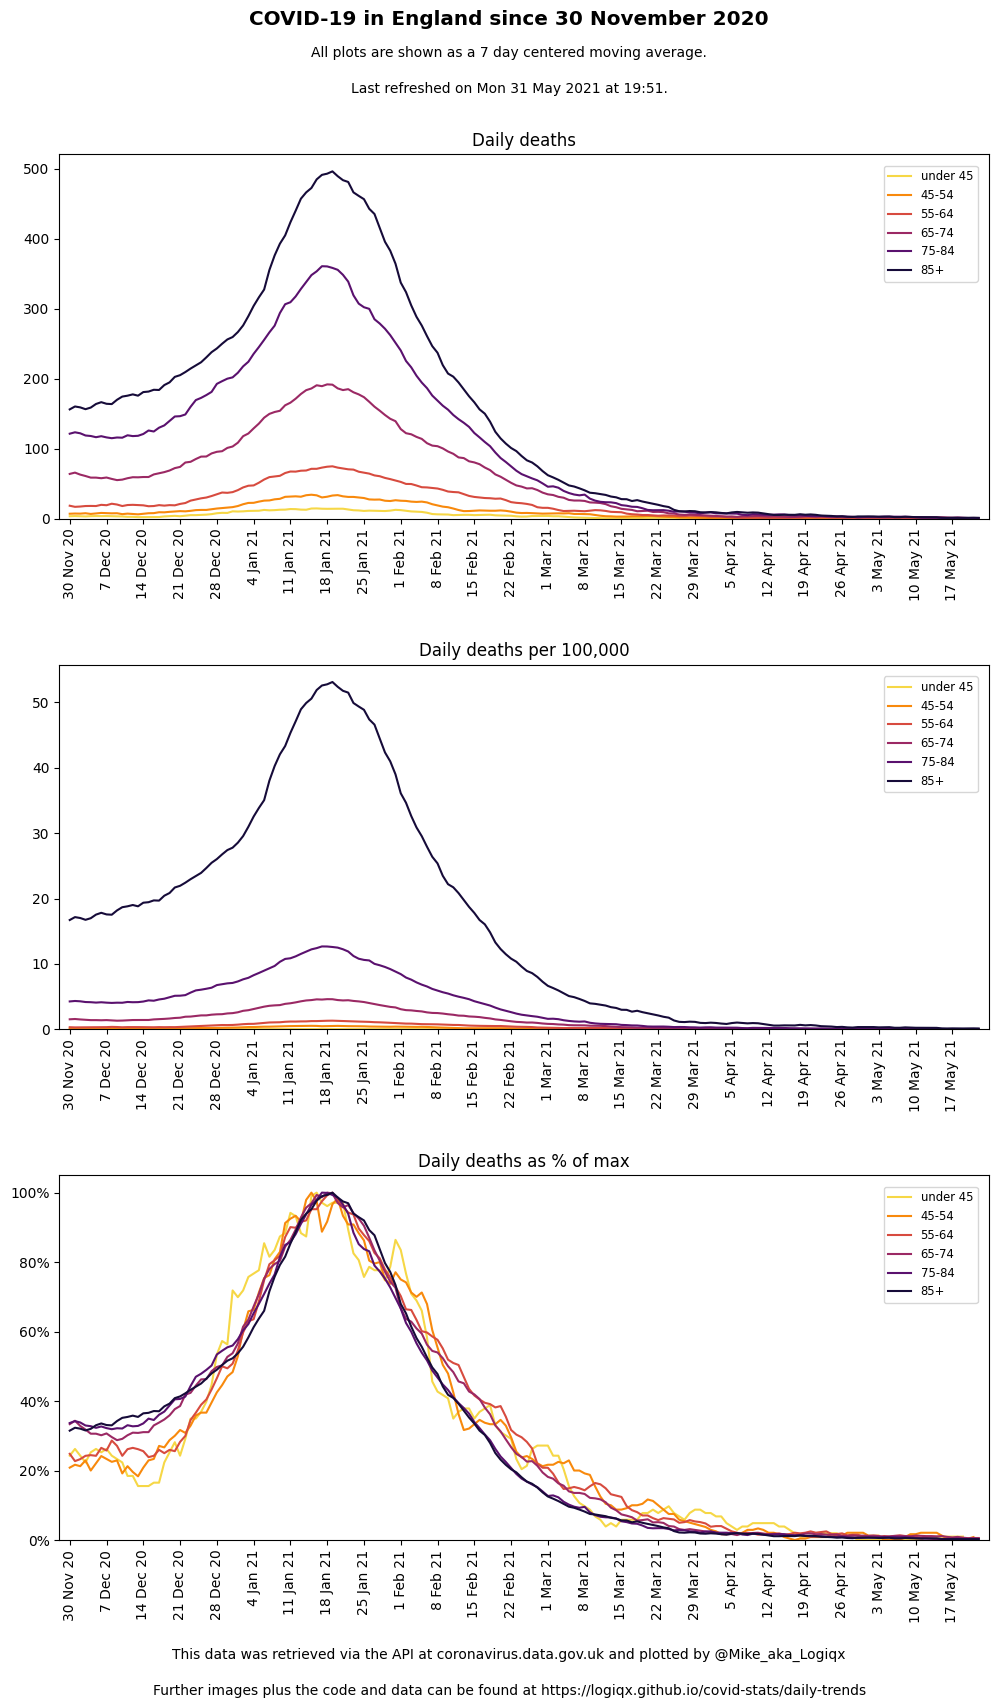 COVID-19 in England since 30 November 2020
All plots are shown as a 7 day centered moving average.
Last refreshed on Mon 31 May 2021 at 19:51.
Daily deaths
500
400
300
200
100
0
under 45
45-54
55-64
65-74
75-84
85+
30 Nov 20
7 Dec 20
14 Dec 20
21 Dec 20
28 Dec 20
4 Jan 21
11 Jan 21
18 Jan 21
25 Jan 21
1 Feb 21
8 Feb 21
15 Feb 21
22 Feb 21
1 Mar 21
8 Mar 21
15 Mar 21
22 Mar 21
29 Mar 21
5 Apr 21
12 Apr 21
19 Apr 21
26 Apr 21
3 May 21
10 May 21
17 May 21
Daily deaths per 100,000
50
40
30
20
10
0
under 45
45-54
55-64
65-74
75-84
85+
30 Nov 20
7 Dec 20
14 Dec 20
21 Dec 20
28 Dec 20
4 Jan 21
11 Jan 21
18 Jan 21
25 Jan 21
1 Feb 21
8 Feb 21
15 Feb 21
22 Feb 21
1 Mar 21
8 Mar 21
15 Mar 21
22 Mar 21
29 Mar 21
5 Apr 21
12 Apr 21
19 Apr 21
26 Apr 21
3 May 21
10 May 21
17 May 21
Daily deaths as % of max
100%
80%
60%
40%
20%
0%
under 45
45-54
55-64
65-74
75-84
85+
30 Nov 20
7 Dec 20
14 Dec 20
21 Dec 20
28 Dec 20
4 Jan 21
11 Jan 21
18 Jan 21
25 Jan 21
1 Feb 21
8 Feb 21
15 Feb 21
22 Feb 21
1 Mar 21
8 Mar 21
15 Mar 21
22 Mar 21
29 Mar 21
5 Apr 21
12 Apr 21
19 Apr 21
26 Apr 21
3 May 21
10 May 21
17 May 21
This data was retrieved via the API at coronavirus.data.gov.uk and plotted by @Mike_aka_Logiqx
Further images plus the code and data can be found at https://logiqx.github.io/covid-stats/daily-trends